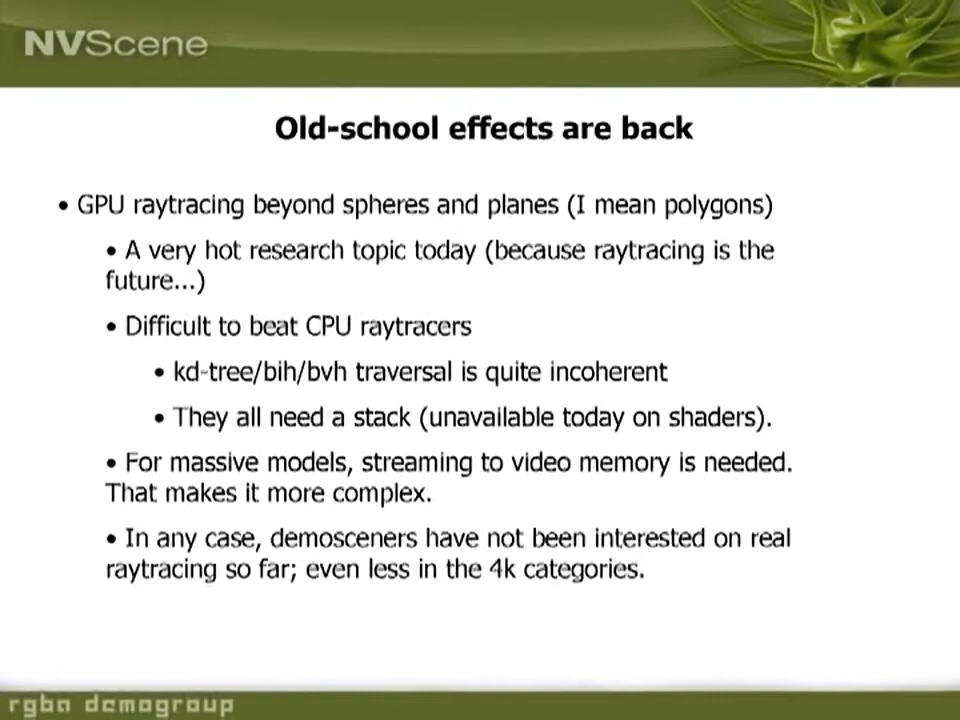 NVScene
Old-school effects are back
• GPU raytracing beyond spheres and planes (I mean polygons)
• A very hot research topic today (because raytracing is the
future...)
• Difficult to beat CPU raytracers
• kd-tree/bih/bvh traversal is quite incoherent
• They all need a stack (unavailable today on shaders).
• For massive models, streaming to video memory is needed.
That makes it more complex.
• In any case, demosceners have not been interested on real
raytracing so far; even less in the 4k categories.
rgba demogroup